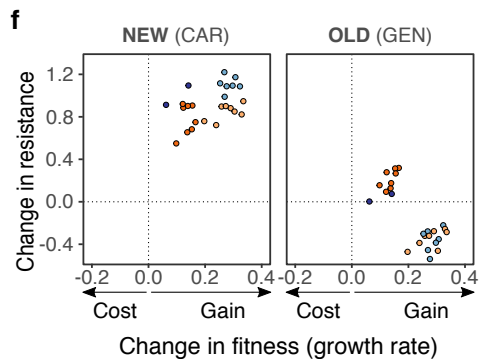 f
NEW (CAR)
OLD (GEN)
Change in resistance
1.2
0.8
0.4
0.0
-0.4
-0.2 0.0 0.2 0.4
-0.2 0.0 0.2 0.4
Cost Gain
Cost Gain
Change in fitness (growth rate)